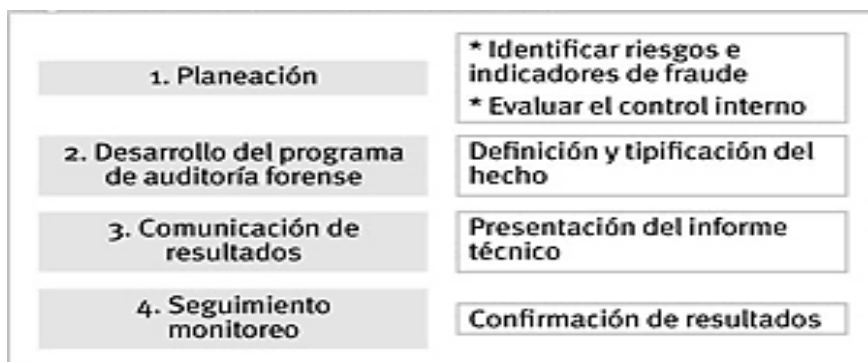 1. Planeación
* Identificar riesgos e
indicadores de fraude
* Evaluar el control interno
2. Desarrollo del programa
de auditoría forense
Definición y tipificación del
hecho
3. Comunicación de
resultados
Presentación del informe
técnico
4. Seguimiento
monitoreo
Confirmación de resultados